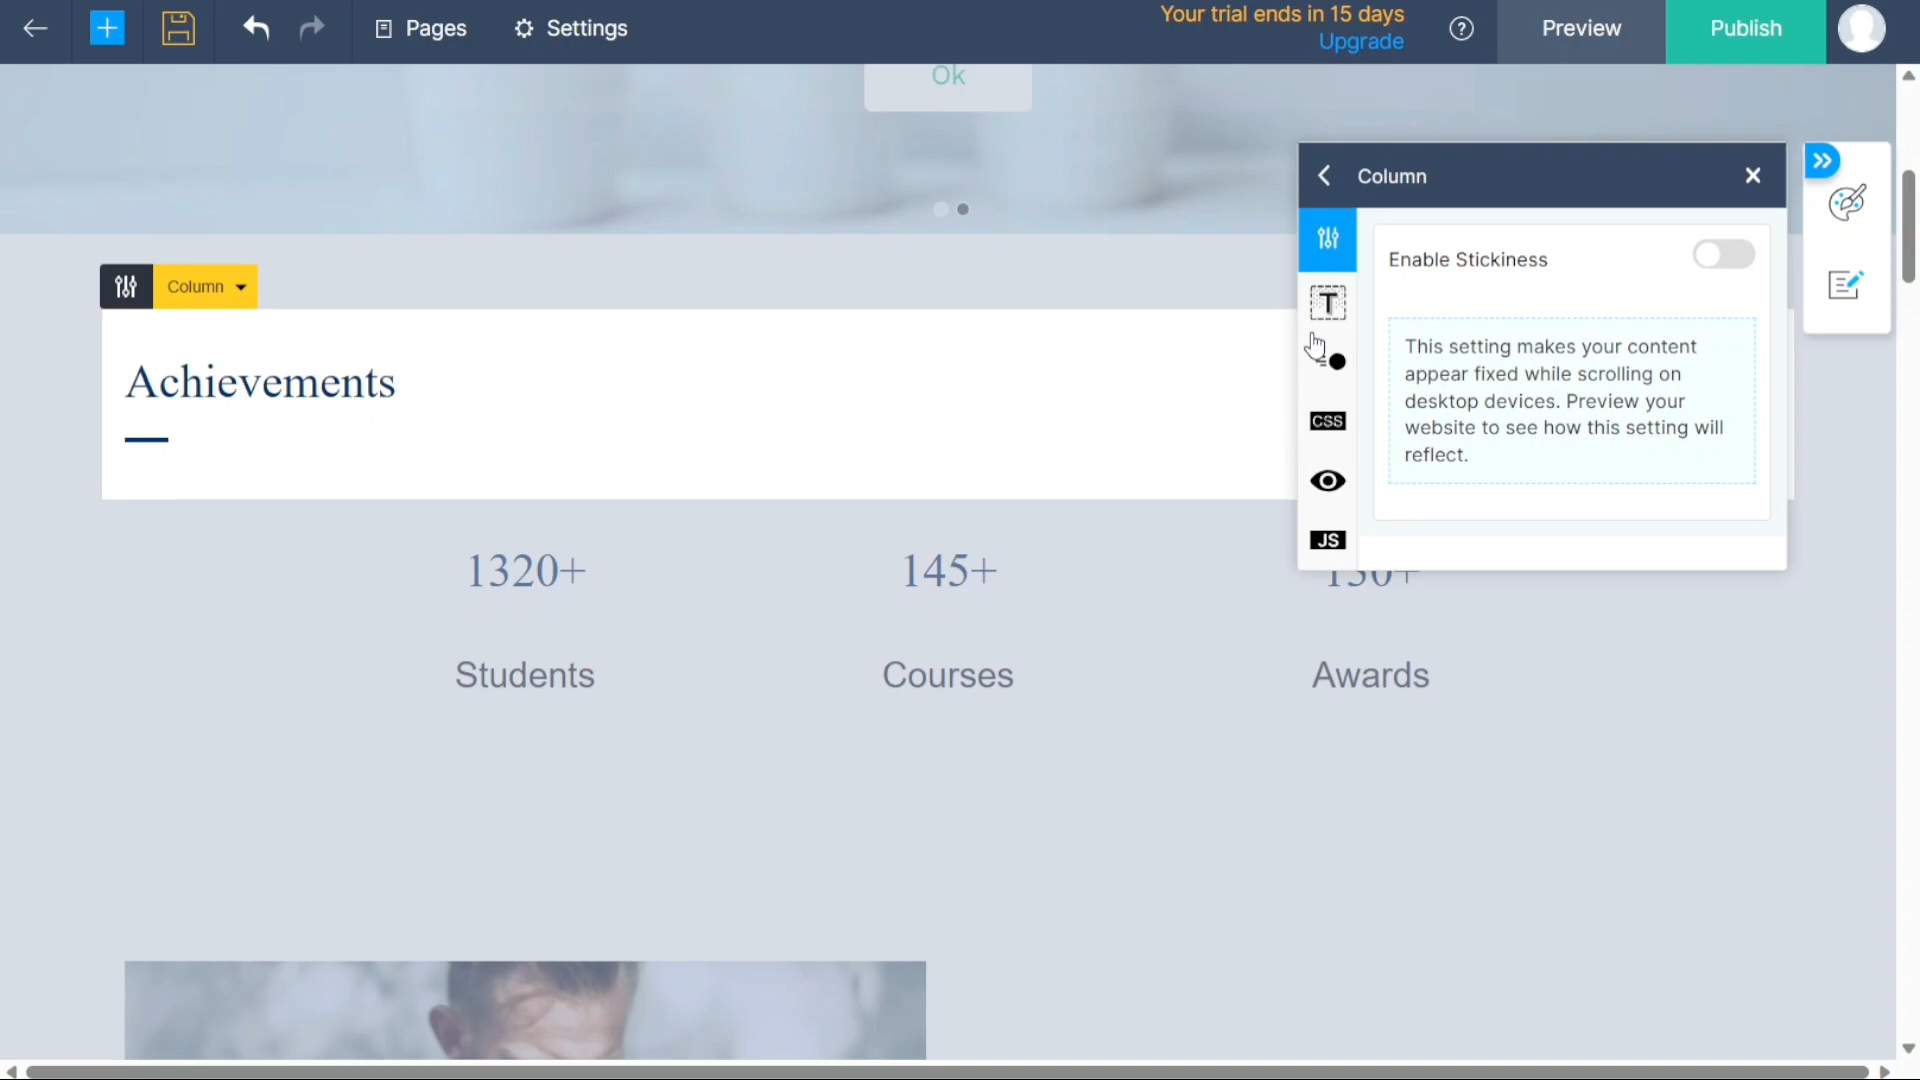 Pages
Settings
Your trial ends in 15 days
Upgrade
?
Preview
Publish
Ok
Column
Enable Stickiness
This setting makes your content
appear fixed while scrolling on
desktop devices. Preview your
website to see how this setting will
reflect.
T
CSS
JS
Column
Achievements
1320+
145+
130+
Students
Courses
Awards